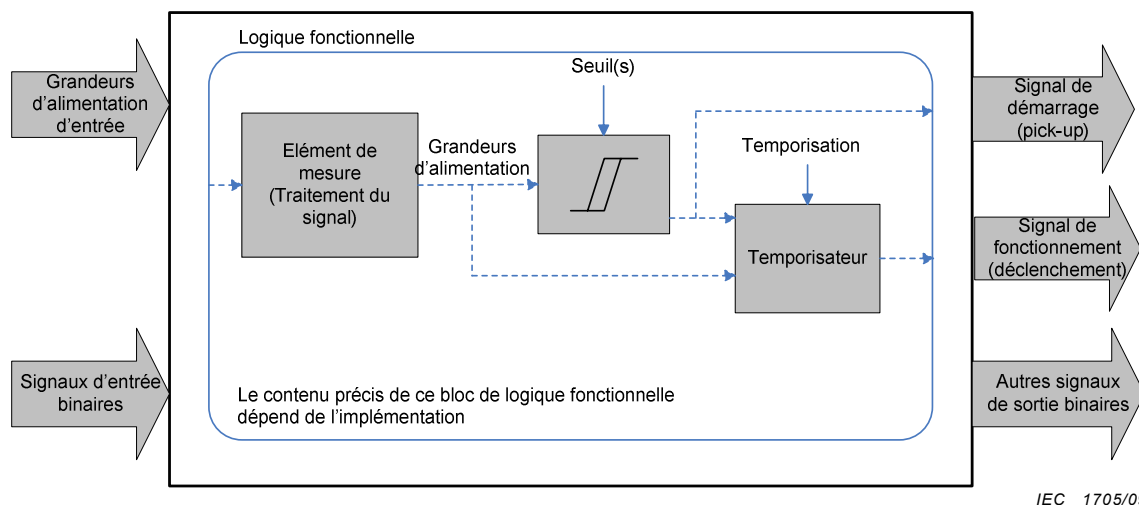 Logique fonctionnelle
Grandeurs
d’alimentation
d’entrée
Seuil(s)
Signal de
démarrage
(pick-up)
Elément de
mesure
(Traitement du
signal)
Grandeurs
d’alimentation
Temporisation
Temporisateur
Signal de
fonctionnement
(déclenchement)
Signaux d’entrée
binaires
Le contenu précis de ce bloc de logique fonctionnelle
dépend de l’implémentation
Autres signaux
de sortie binaires
IEC 1705/0